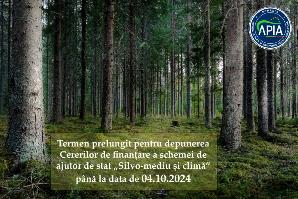 APIA
Termen prelungit pentru depunerea
Cererilor de finanțare a schemei de
ajutor de stat „Silvo-mediu și climă”
până la data de 04.10.2024